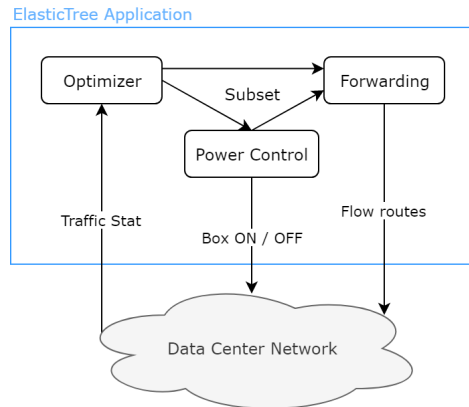 ElasticTree Application
Optimizer
Forwarding
Subset
Power Control
Traffic Stat
Flow routes
Box ON / OFF
Data Center Network